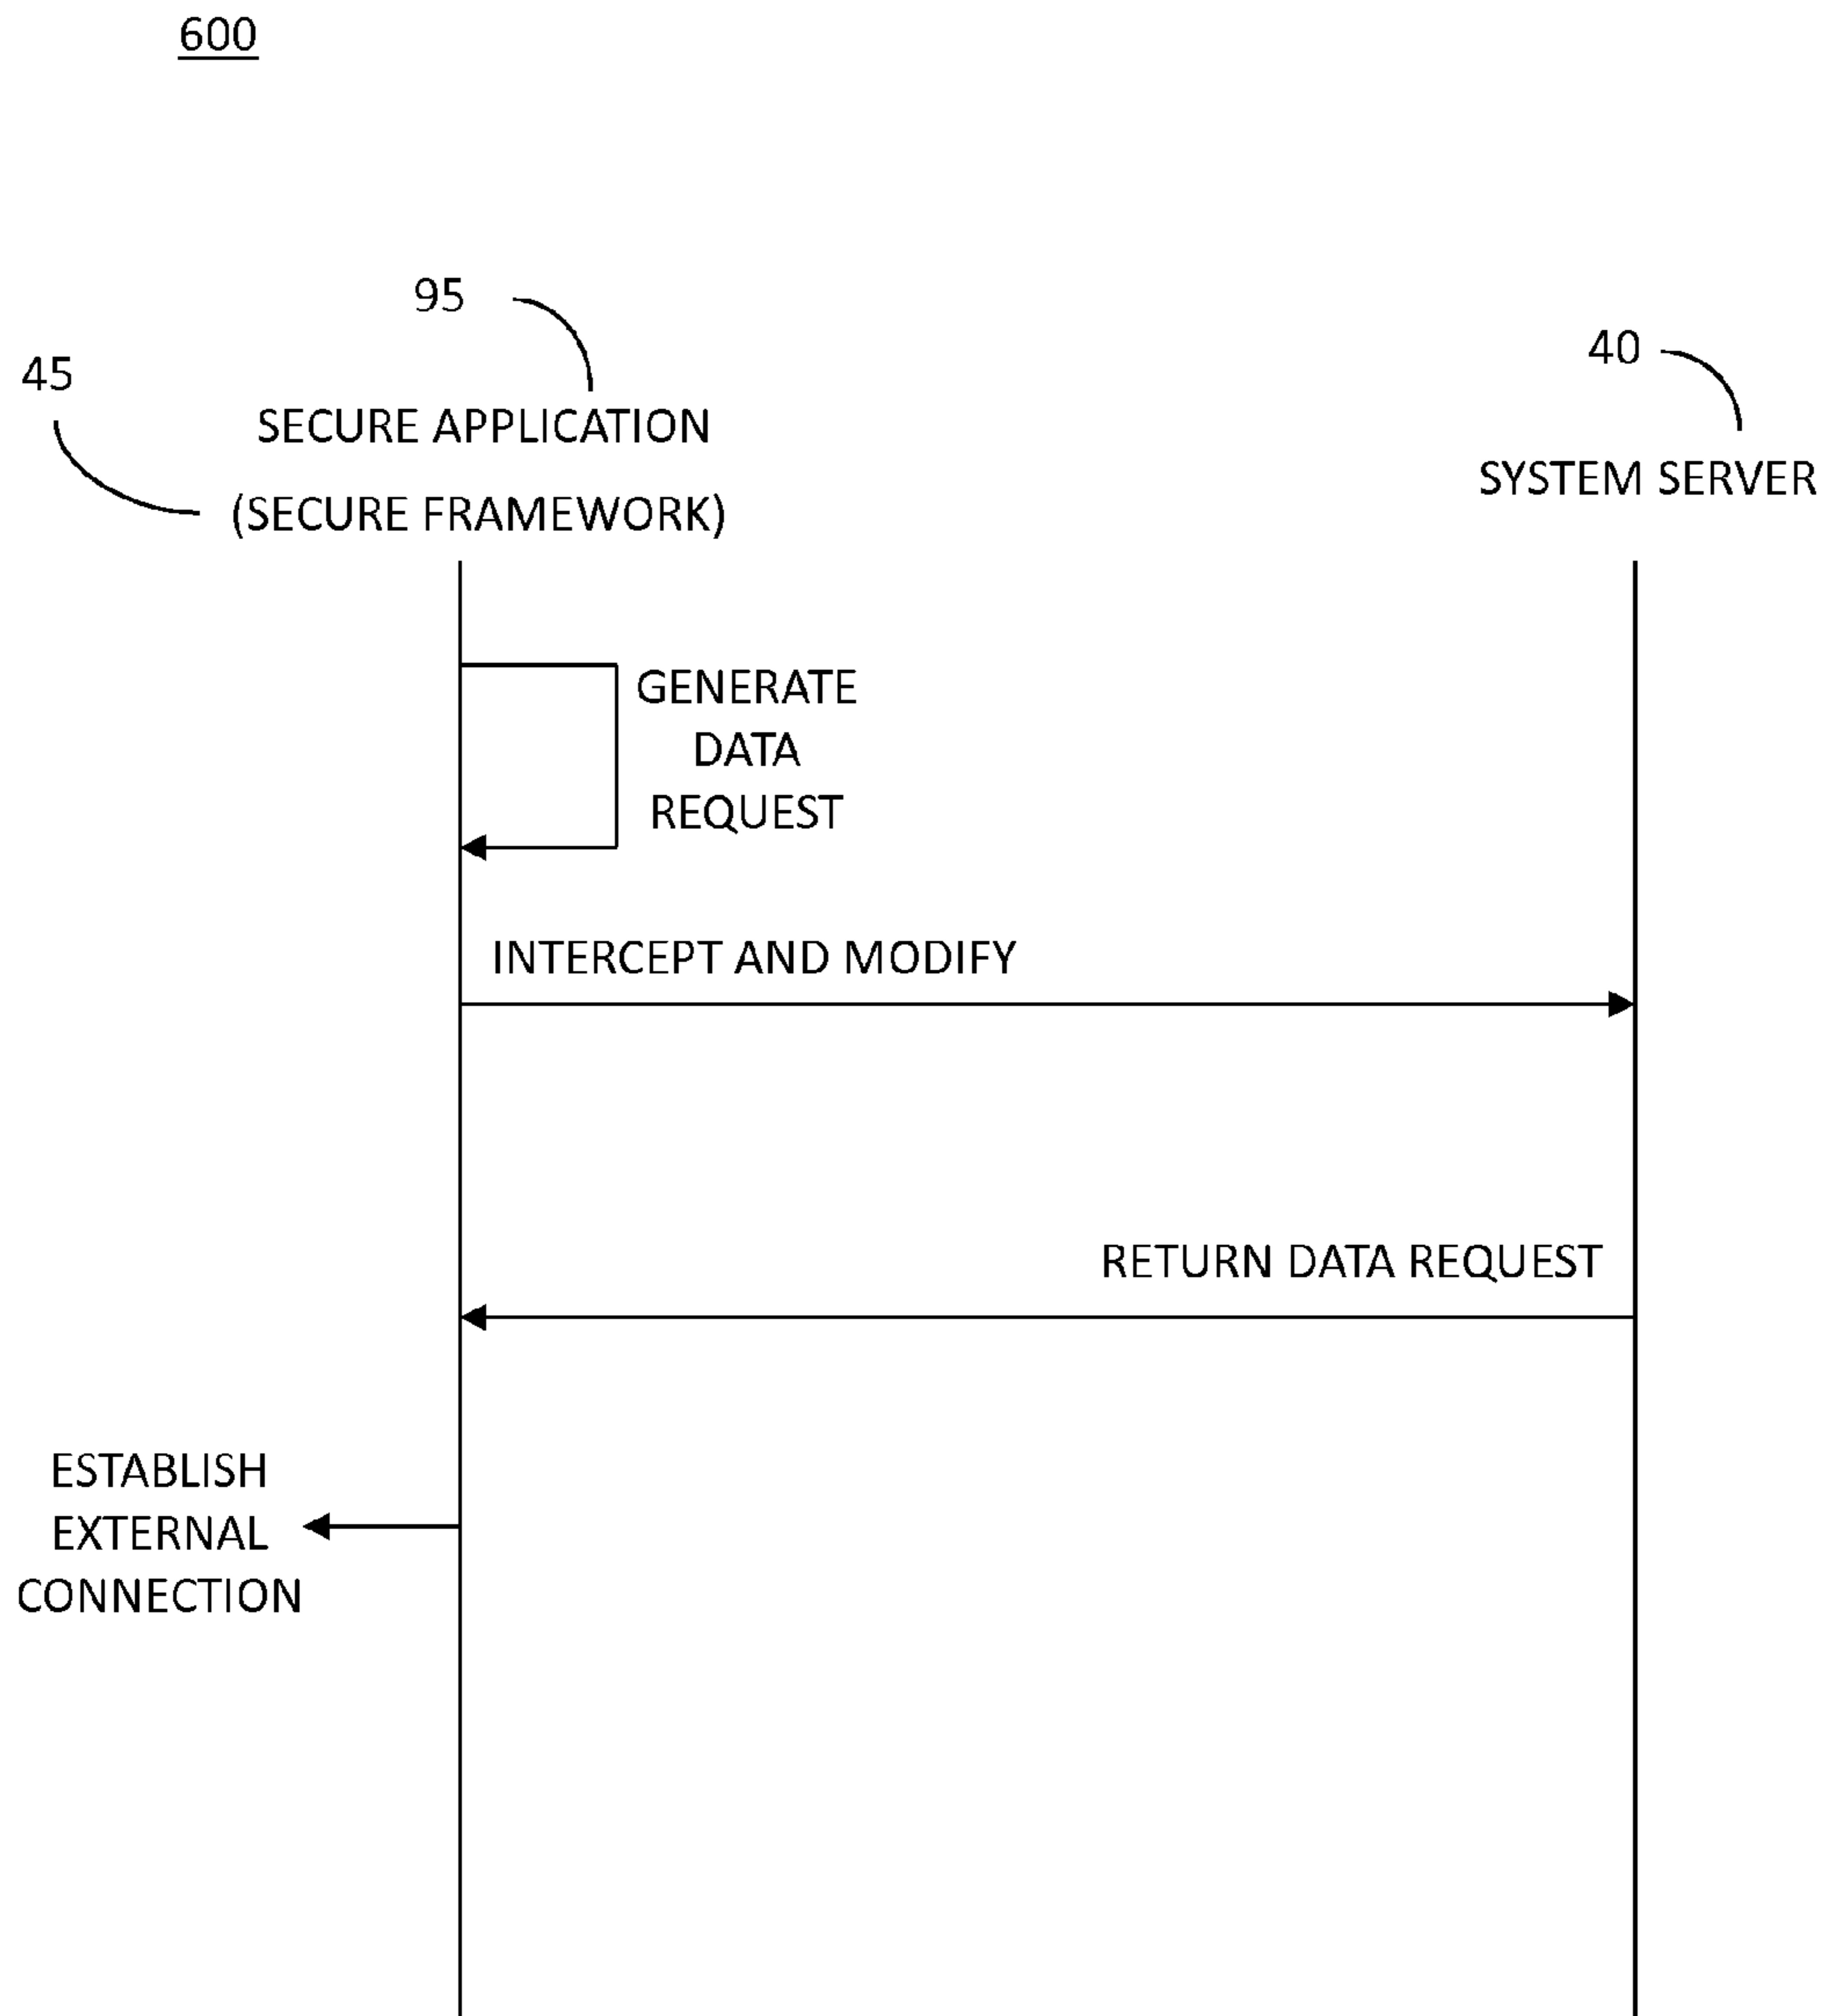 600
95
45
40
SECURE APPLICATION
(SECURE FRAMEWORK)
SYSTEM SERVER
GENERATE
DATA
REQUEST
INTERCEPT AND MODIFY
RETURN DATA REQUEST
ESTABLISH
EXTERNAL
CONNECTION